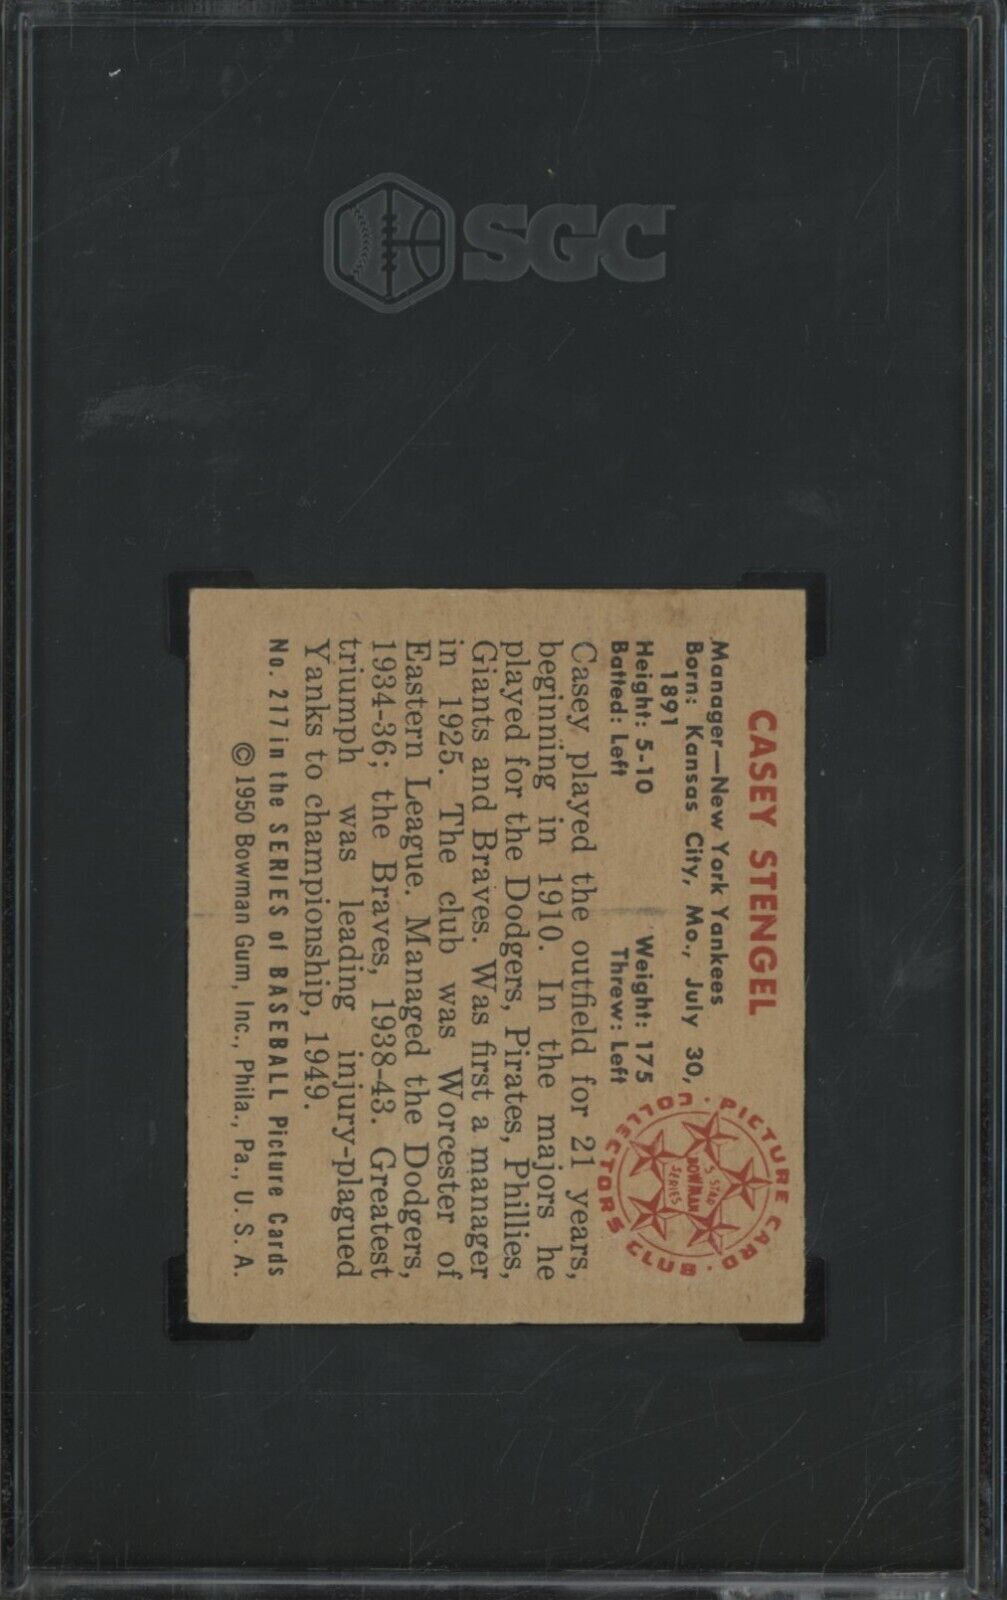 SGC
CASEY STENGEL
Manager—New York Yankees
Born: Kansas City, Mo., July 30,
1891
Height: 5-10 Weight: 175
Batted: Left Threw: Left
Casey played the outfield for 21 years,
beginning in 1910. In the majors he
played for the Dodgers, Pirates, Phillies,
Giants and Braves. Was first a manager
in 1925. The club was Worcester of
Eastern League. Managed the Dodgers,
1934-36; the Braves, 1938-43. Greatest
triumph was leading injury-plagued
Yanks to championship, 1949.
No. 217 in the SERIES of BASEBALL Picture Cards
© 1950 Bowman Gum, Inc., Phila., Pa., U. S. A.
PICTURE CARD · COLLECTORS CLUB ·
5 STAR
BOWMAN
SERIES